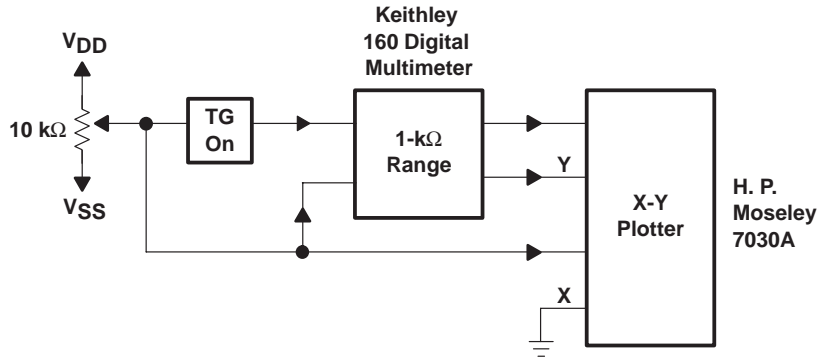 Keithley
160 Digital
Multimeter
VDD
10 kΩ
VSS
TG
On
1-kΩ
Range
Y
X
X-Y
Plotter
H. P.
Moseley
7030A